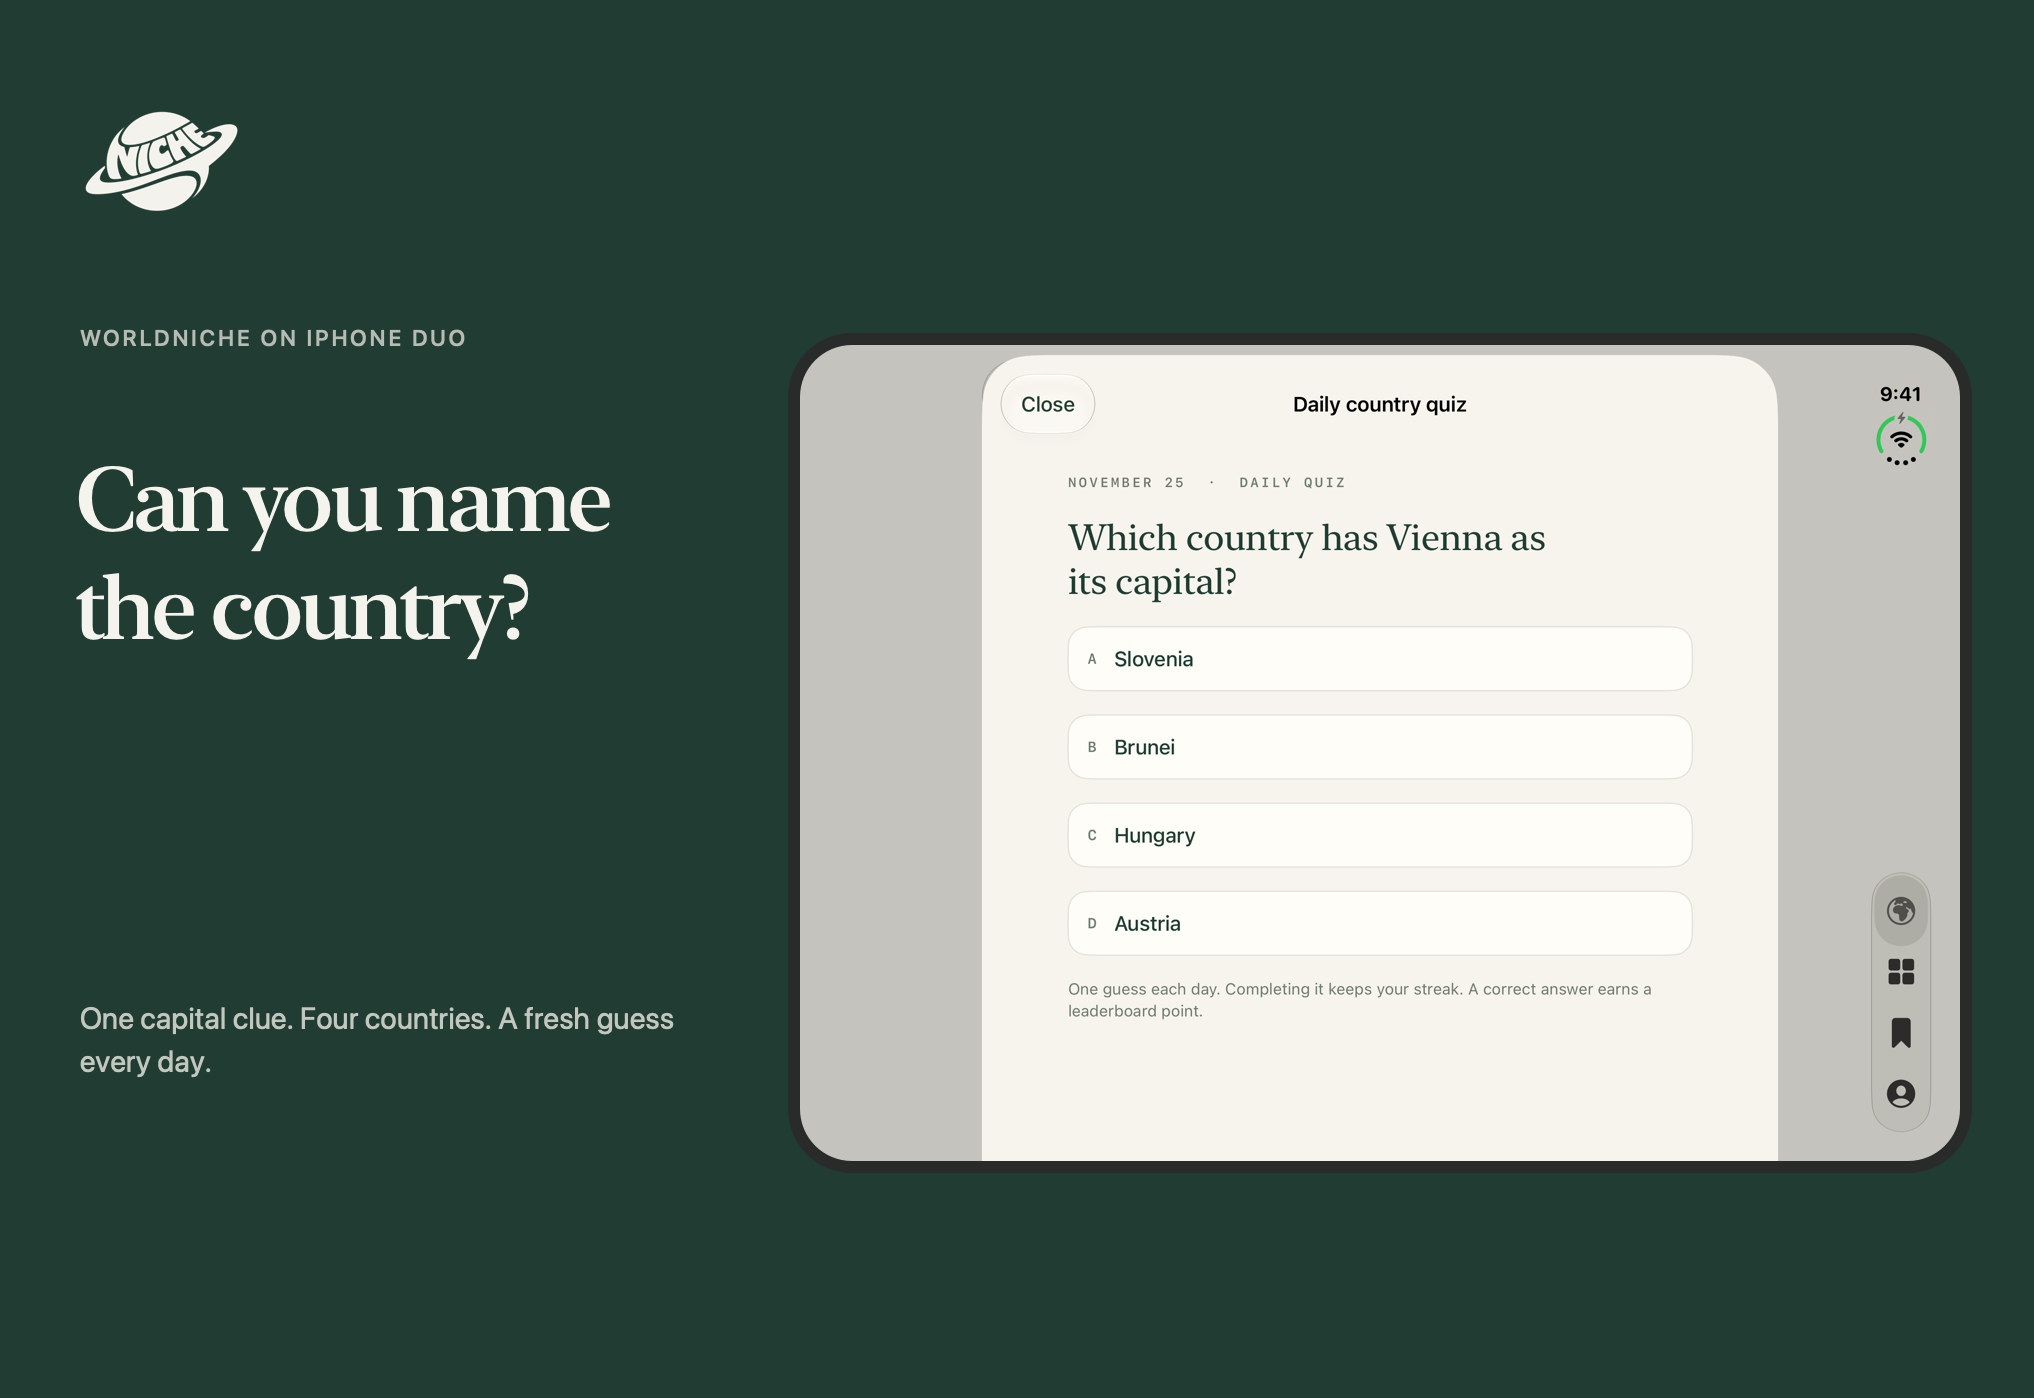 NICHE
WORLDNICHE ON IPHONE DUO
Can you name
the country?
One capital clue. Four countries. A fresh guess
every day.
Close
Daily country quiz
9:41
NOVEMBER 25 · DAILY QUIZ
Which country has Vienna as
its capital?
A Slovenia
B Brunei
C Hungary
D Austria
One guess each day. Completing it keeps your streak. A correct answer earns a
leaderboard point.